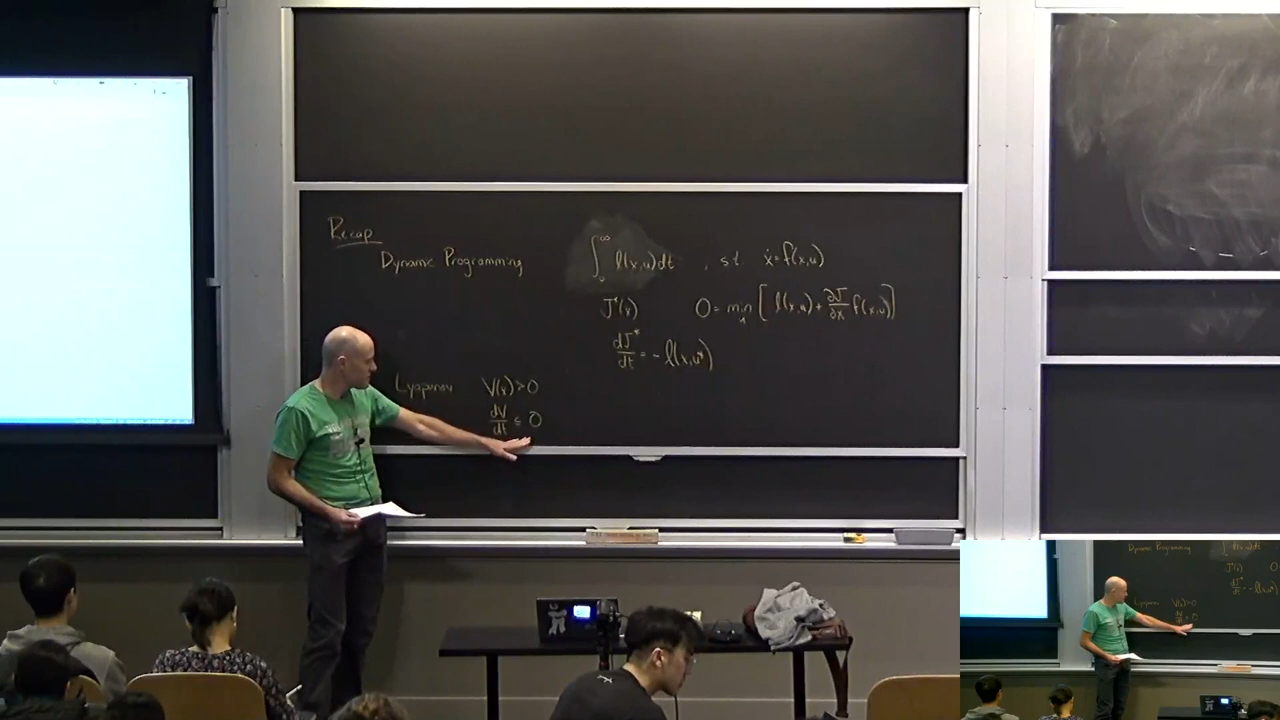 Recap
Dynamic Programming ∫₀^∞ l(x,u)dt , s.t. ẋ = f(x,u)
J*(x) 0 = min_u [ l(x,u) + ∂J/∂x f(x,u) ]
dJ*/dt = - l(x,u*)
Lyapunov V(x) > 0
dV/dt ≤ 0